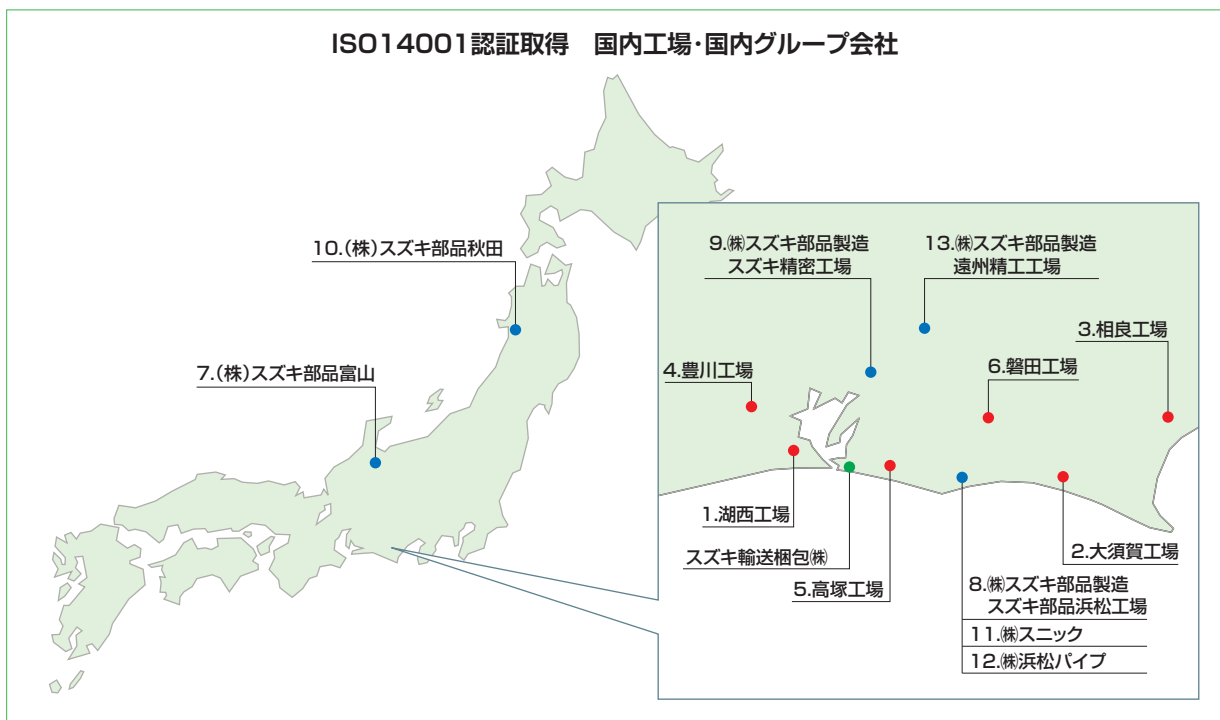 ISO14001認証取得　国内工場・国内グループ会社
10.(株)スズキ部品秋田
7.(株)スズキ部品富山
9.㈱スズキ部品製造
スズキ精密工場
13.㈱スズキ部品製造
遠州精工工場
3.相良工場
4.豊川工場
6.磐田工場
1.湖西工場
スズキ輸送梱包㈱
5.高塚工場
2.大須賀工場
8.㈱スズキ部品製造
スズキ部品浜松工場
11.㈱スニック
12.㈱浜松パイプ